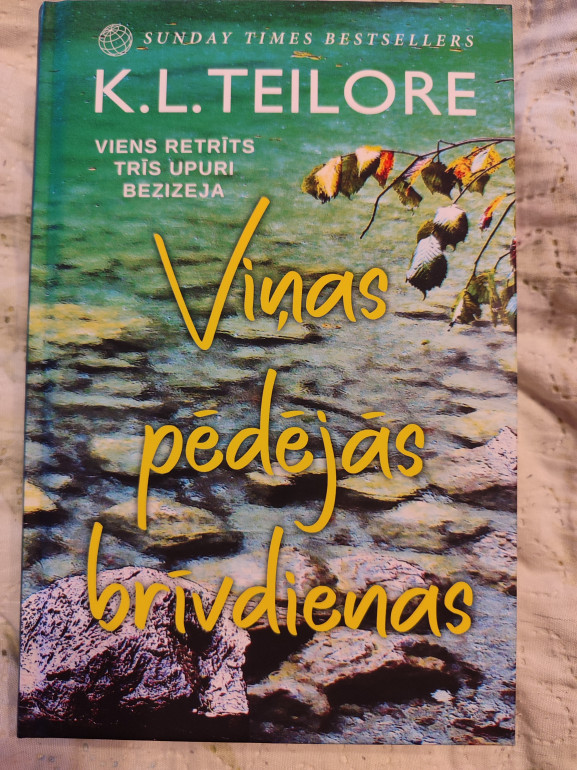 SUNDAY TIMES BESTSELLERS
K.L.TEILORE
VIENS RETRĪTS
TRĪS UPURI
BEZIZEJA
Viņas
pēdējās
brīvdienas